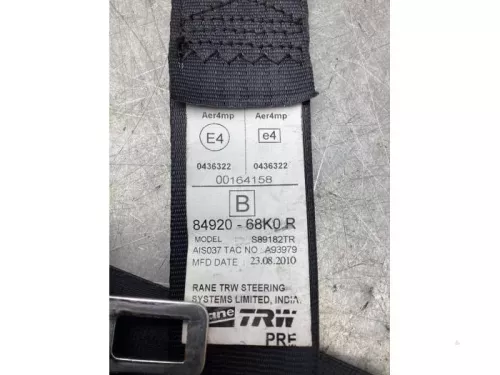 Aer4mp Aer4mp
E4 e4
0436322 0436322
00164158
B
84920 - 68K0 R
MODEL S89182TR
AIS037 TAC NO A93979
MFD DATE 23.08.2010
RANE TRW STEERING
SYSTEMS LIMITED, INDIA.
Rane TRW
PRE